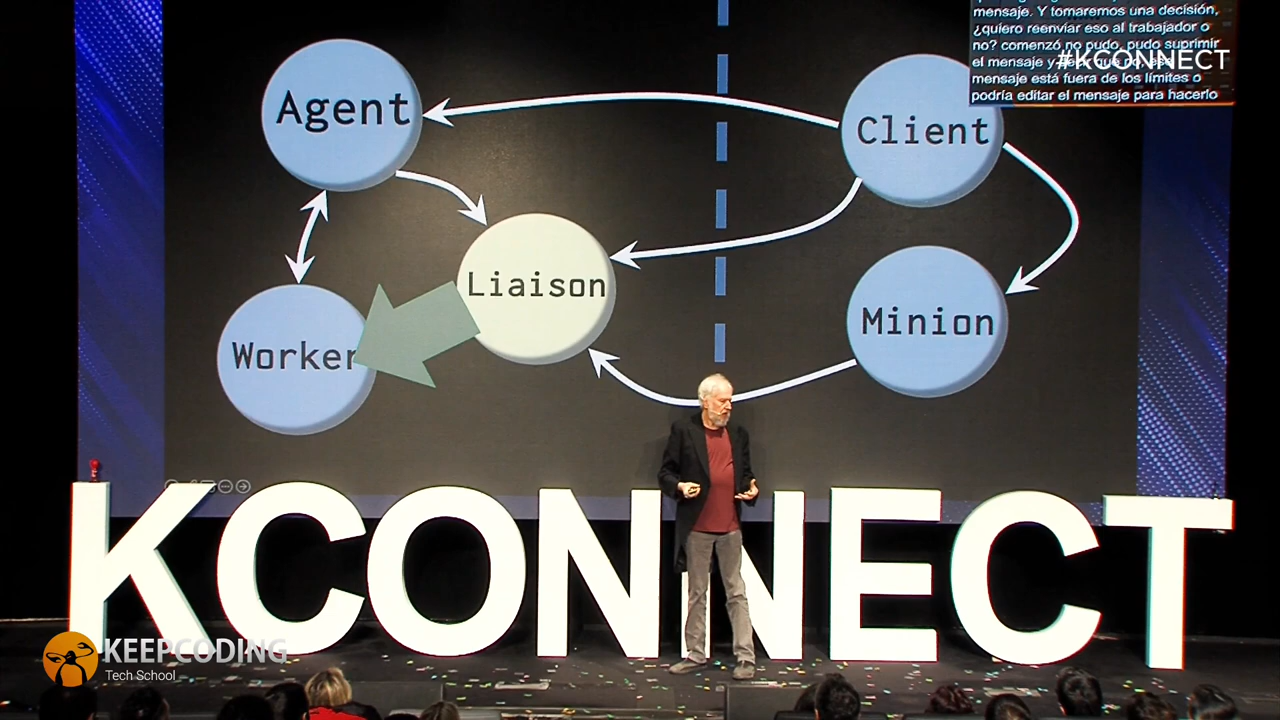 mensaje. Y tomaremos una decisión,
¿quiero reenviar eso al trabajador o
no? comenzó no pudo, pudo suprimir
el mensaje y
#KCONNECT
mensaje está fuera de los límites o
podría editar el mensaje para hacerlo
Agent
Client
Liaison
Minion
Worker
KCONNECT
KEEPCODING
Tech School